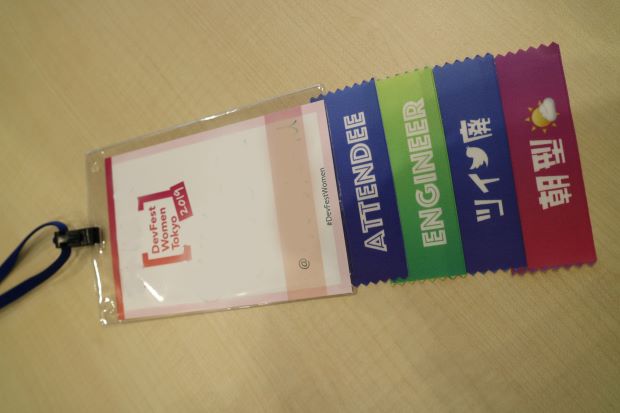 DevFest
Women
Tokyo
2019
@
#DevFestWomen
ATTENDEE
ENGINEER
ツイ廃
朝型